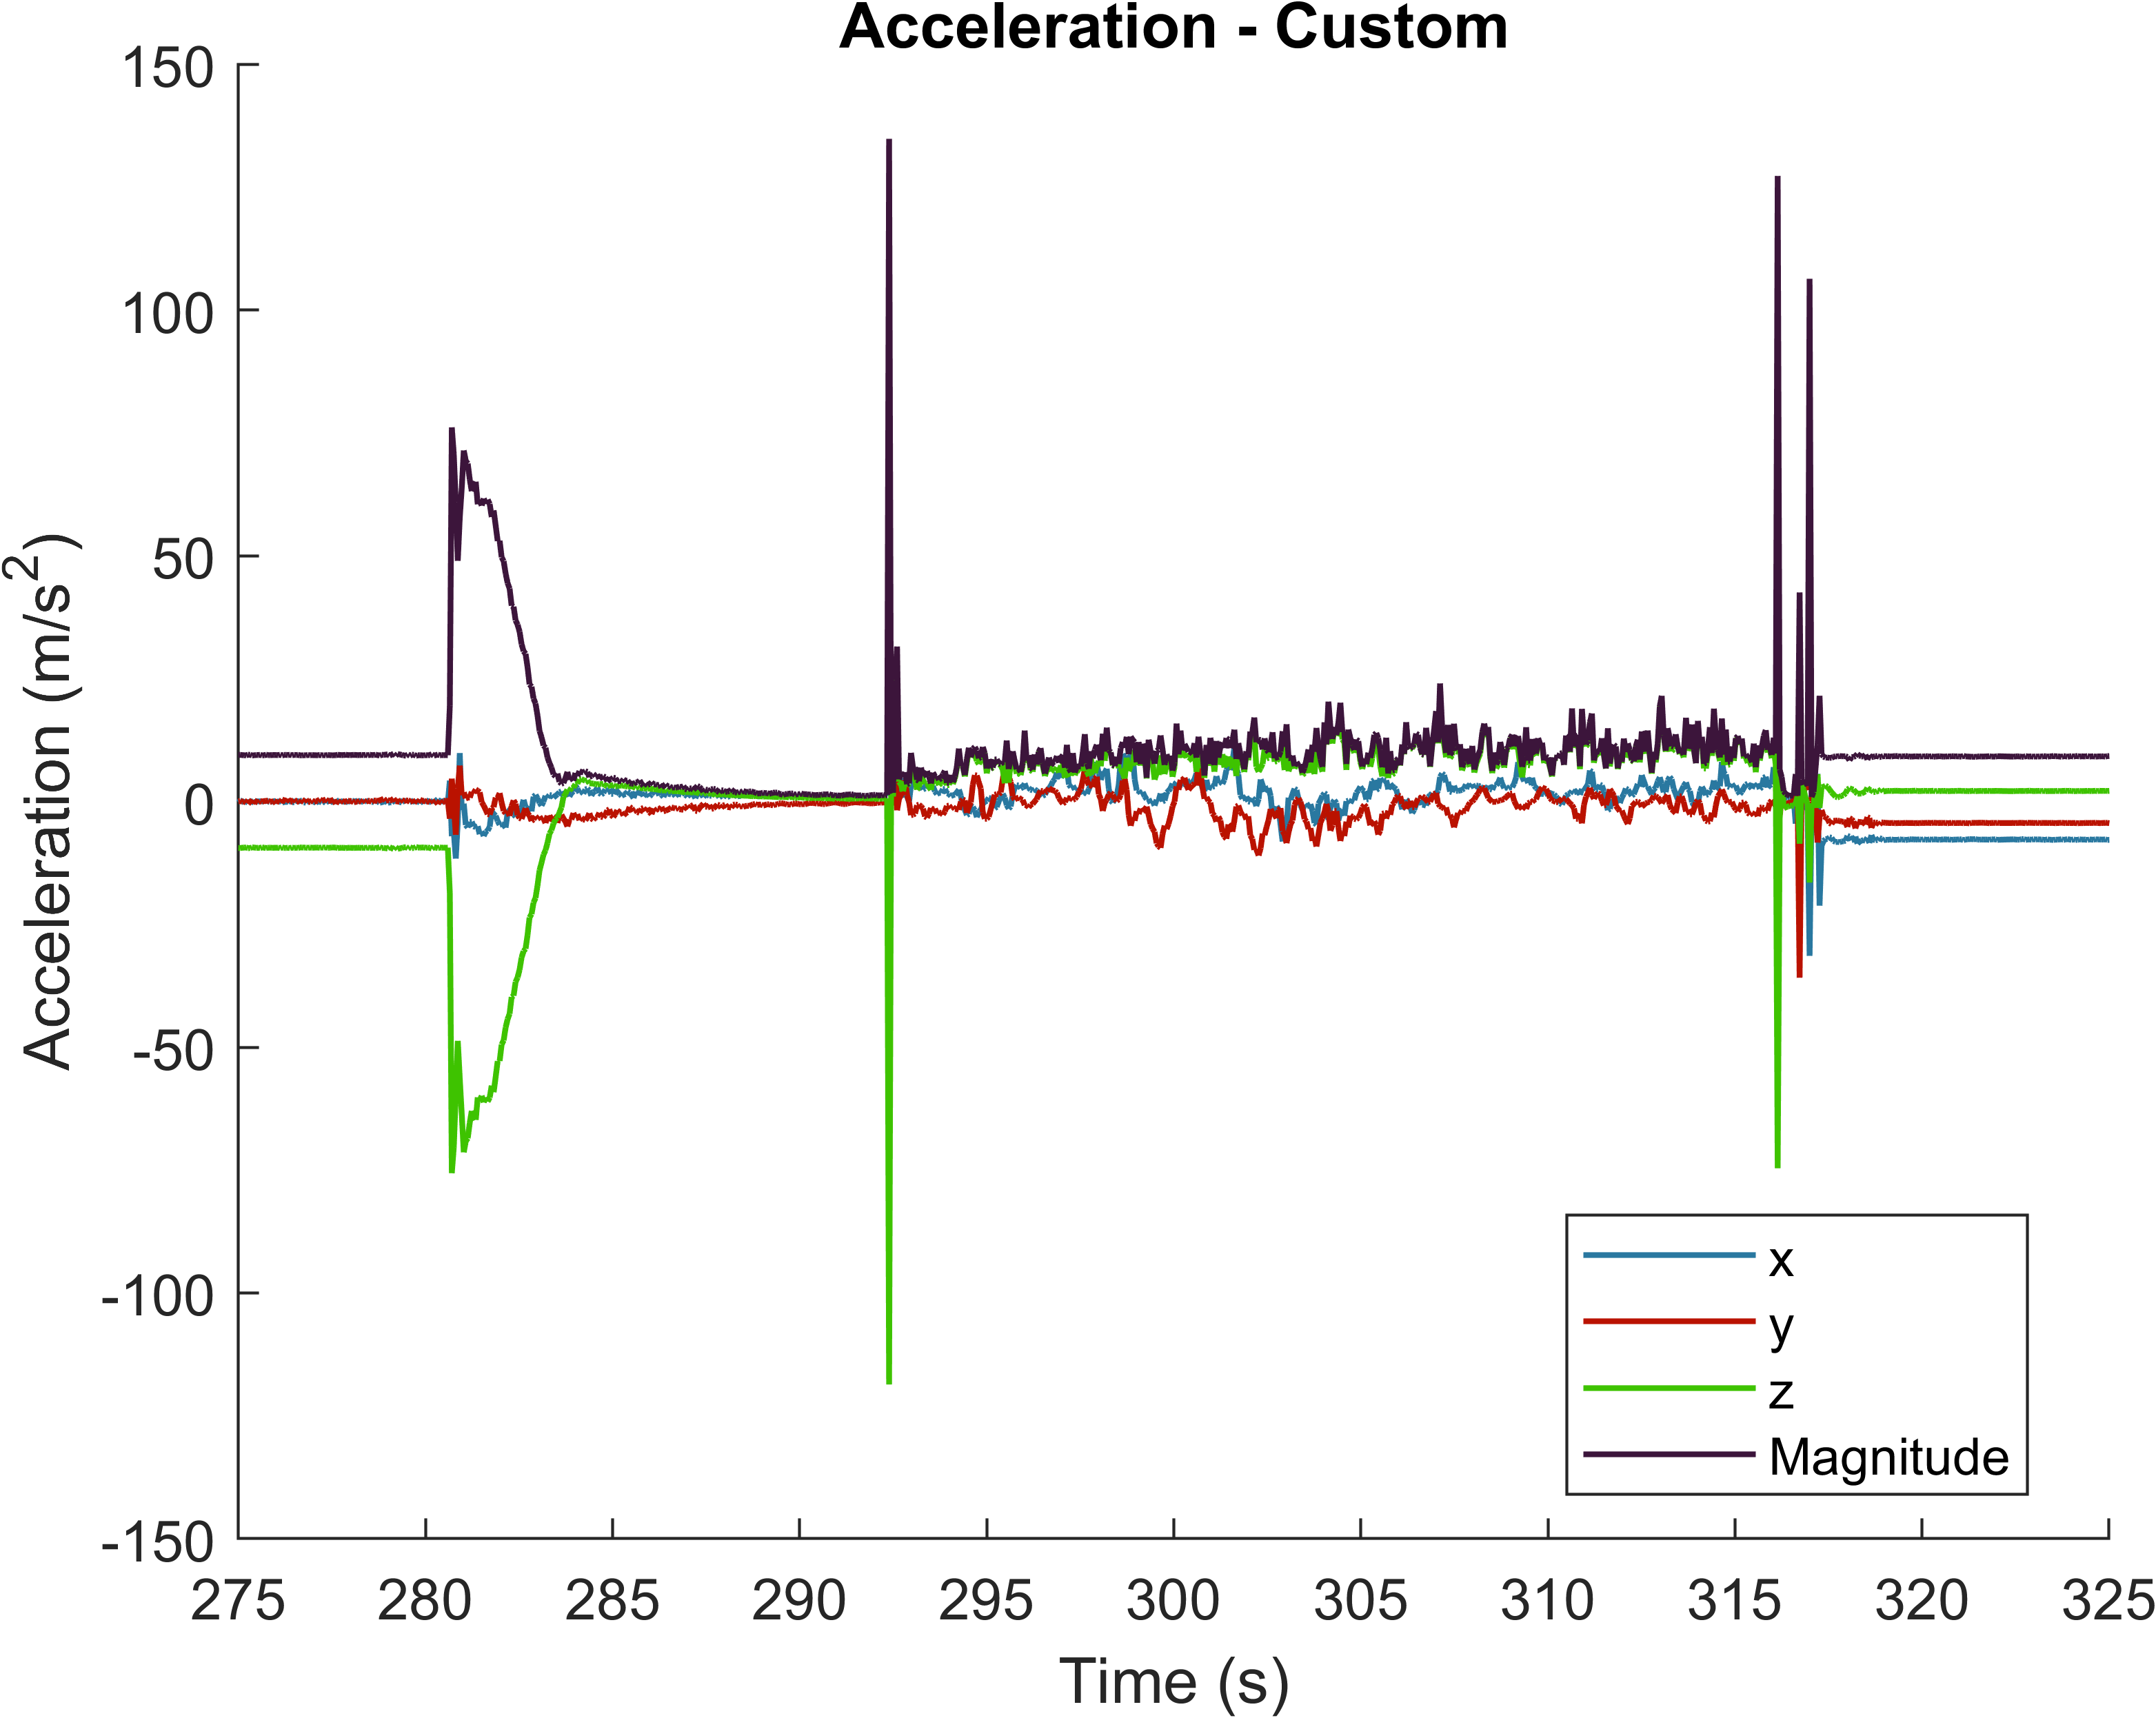 Acceleration - Custom
150
100
50
0
-50
-100
-150
Acceleration (m/s²)
275 280 285 290 295 300 305 310 315 320 325
Time (s)
x
y
z
Magnitude